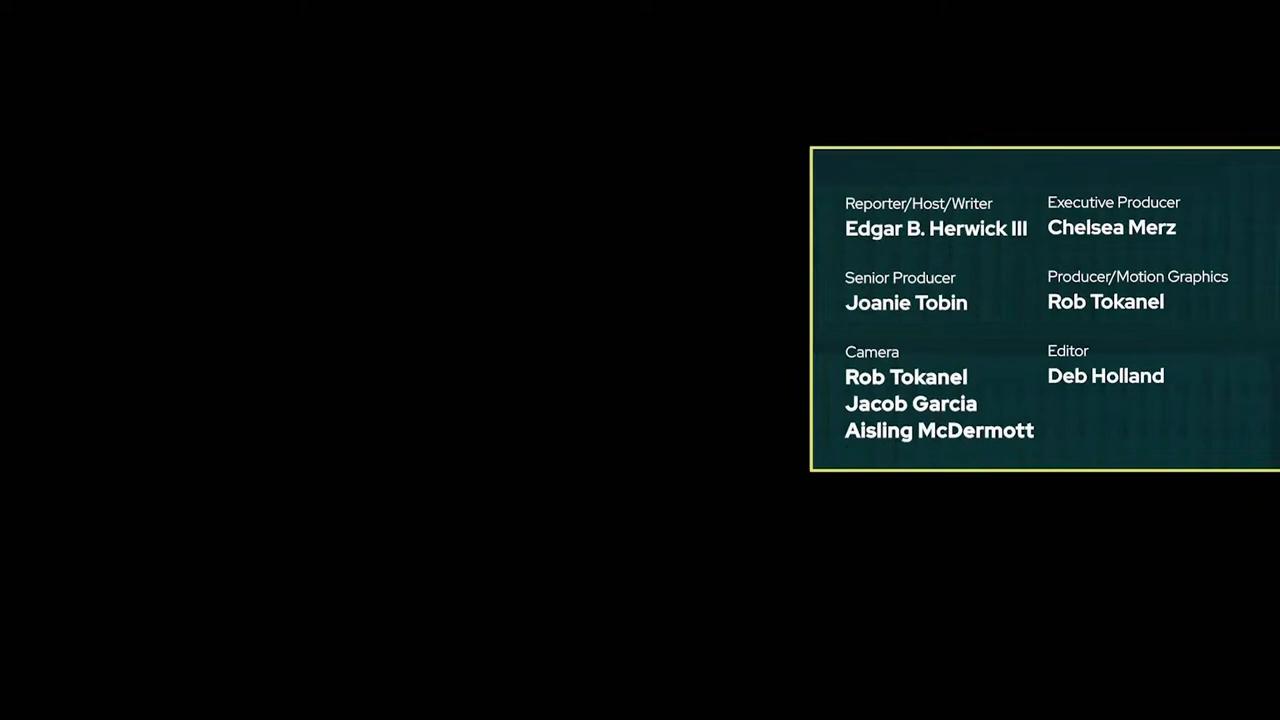 Reporter/Host/Writer
Edgar B. Herwick III
Senior Producer
Joanie Tobin
Camera
Rob Tokanel
Jacob Garcia
Aisling McDermott
Executive Producer
Chelsea Merz
Producer/Motion Graphics
Rob Tokanel
Editor
Deb Holland